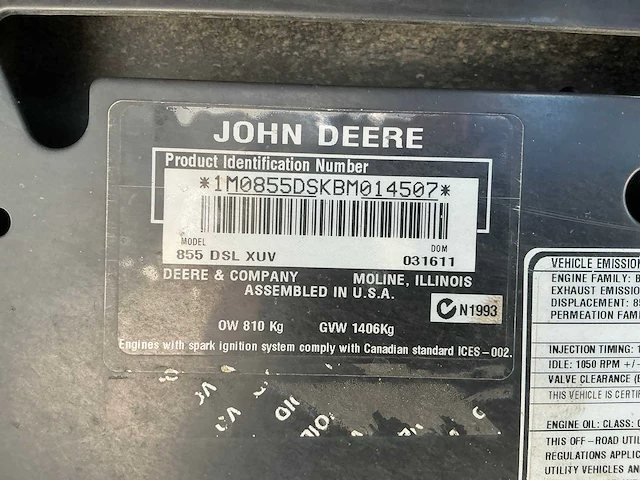 JOHN DEERE
Product Identification Number
*1M0855DSKBM014507*
MODEL
DOM
855 DSL XUV
031611
DEERE & COMPANY MOLINE, ILLINOIS
ASSEMBLED IN U.S.A.
N1993
OW 810 Kg GVW 1406Kg
Engines with spark ignition system comply with Canadian standard ICES-002.
VEHICLE EMISSION
ENGINE FAMILY: B
EXHAUST EMISSIO
DISPLACEMENT: 8
PERMEATION FAMI
INJECTION TIMING: 1
IDLE: 1050 RPM +/-
VALVE CLEARANCE (E
THIS VEHICLE IS CERTIF
ENGINE OIL: CLASS: 
THIS OFF-ROAD UTIL
REGULATIONS APPLIC
UTILITY VEHICLES AN